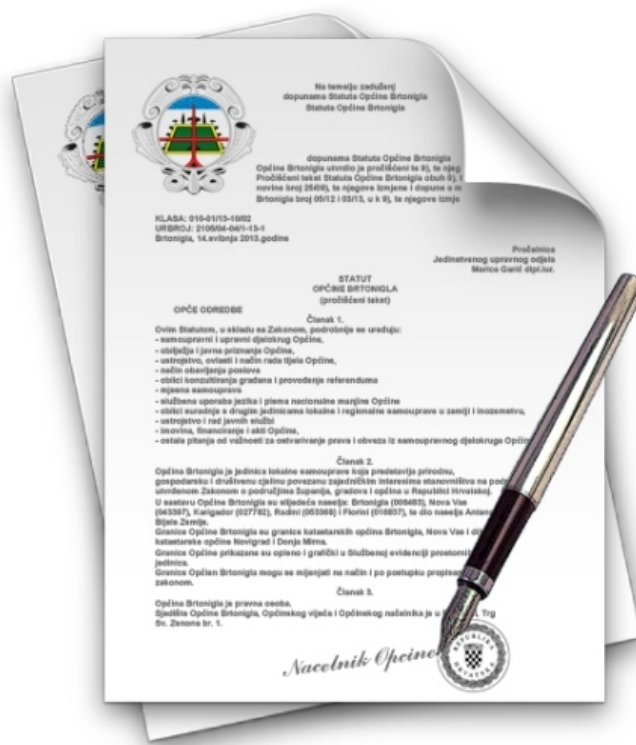 Na temelju zaduženj
dopunama Statuta Općine Brtonigla
Statuta Općine Brtonigla
dopunama Statuta Općine Brtonigla
Općine Brtonigla utvrdio je pročišćeni te 9), te njeg
Pročišćeni tekst Statuta Općine Brtonigla obuh 9), t
novine broj 25/09), te njegove izmjene i dopune a m
Brtonigla broj 05/12 i 03/13, u k 9), te njegove izmje
KLASA: 010-01/13-10/02
URBROJ: 2105/04-04/1-13-1
Brtonigla, 14.svibnja 2013.godine
Pročelnica
Jedinstvenog upravnog odjela
Marica Garić dipl.iur.
STATUT
OPĆINE BRTONIGLA
(pročišćeni tekst)
OPĆE ODREDBE
Članak 1.
Ovim Statutom, u skladu sa Zakonom, podrobnije se uređuju:
- samoupravni i upravni djelokrug Općine,
- obilježja i javna priznanja Općine,
- ustrojstvo, ovlasti i način rada tijela Općine,
- način obavljanja poslova
- oblici konzultiranja građana i provođenje referenduma
- mjesna samouprava
- službena uporaba jezika i pisma nacionalne manjine Općine
- oblici suradnje s drugim jedinicama lokalne i regionalne samouprave u zemlji i inozemstvu,
- ustrojstvo i rad javnih službi
- imovina, financiranje i akti Općine,
- ostala pitanja od važnosti za ostvarivanje prava i obveza iz samoupravnog djelokruga Općin
Članak 2.
Općina Brtonigla je jedinica lokalne samouprave koja predstavlja prirodnu,
gospodarsku i društvenu cjelinu povezanu zajedničkim interesima stanovništva na pod
utvrđenom Zakonom o područjima županija, gradova i općina u Republici Hrvatskoj.
U sastavu Općine Brtonigla su slijedeća naselja: Brtonigla (006483), Nova Vas
(043397), Karigador (027782), Radini (053368) i Fiorini (016837), te dio naselja Antena
Bijele Zemlje.
Granice Općine Brtonigla su granice katastarskih općina Brtonigla, Nova Vas i di
katastarske općine Novigrad i Donja Mirna.
Granice Općine prikazane su opisno i grafički u Službenoj evidenciji prostornih
jedinica.
Granice Općine Brtonigla mogu se mijenjati na način i po postupku propisa
zakonom.
Članak 3.
Općina Brtonigla je pravna osoba.
Sjedište Općine Brtonigla, Općinskog vijeća i Općinskog načelnika je u Trg
Sv. Zenona br. 1.
Nacelnik Opcine
REPUBLIKA
HRVATSKA